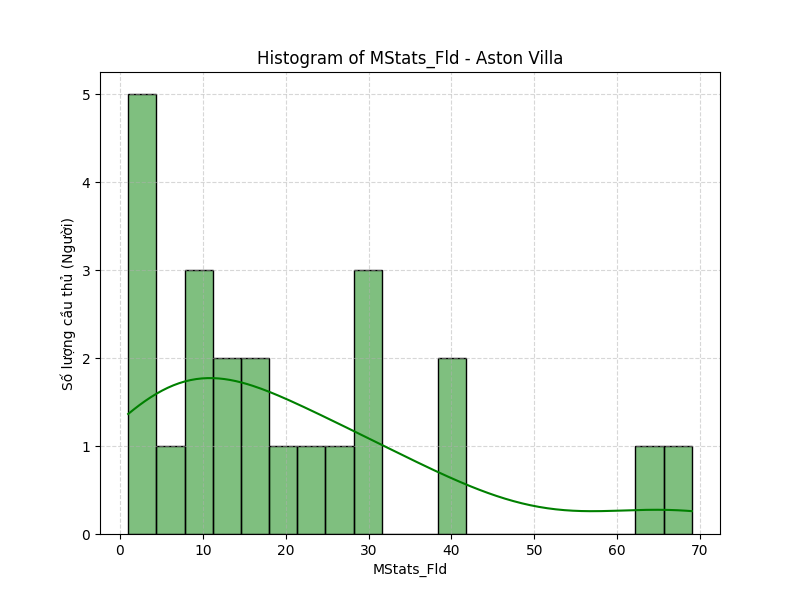 Histogram of MStats_Fld - Aston Villa
Số lượng cầu thủ (Người)
5
4
3
2
1
0
0 10 20 30 40 50 60 70
MStats_Fld